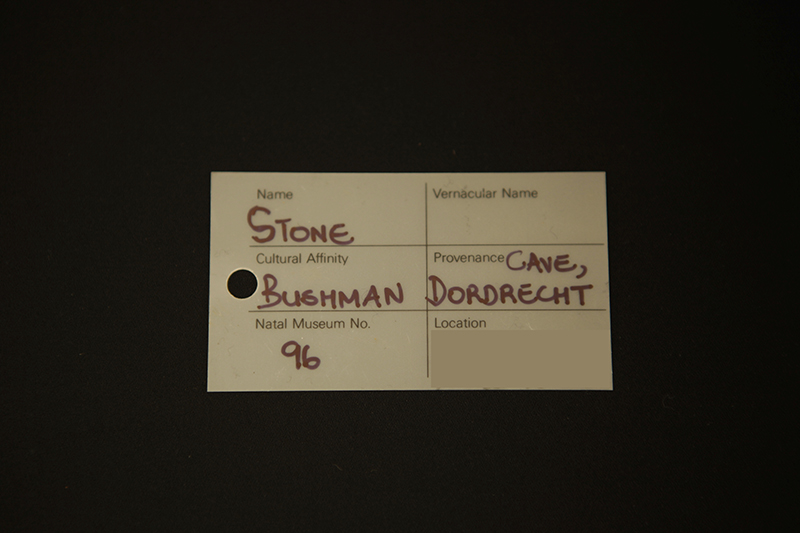 Name
STONE
Vernacular Name
Cultural Affinity
BUSHMAN
Provenance CAVE,
DORDRECHT
Natal Museum No.
96
Location